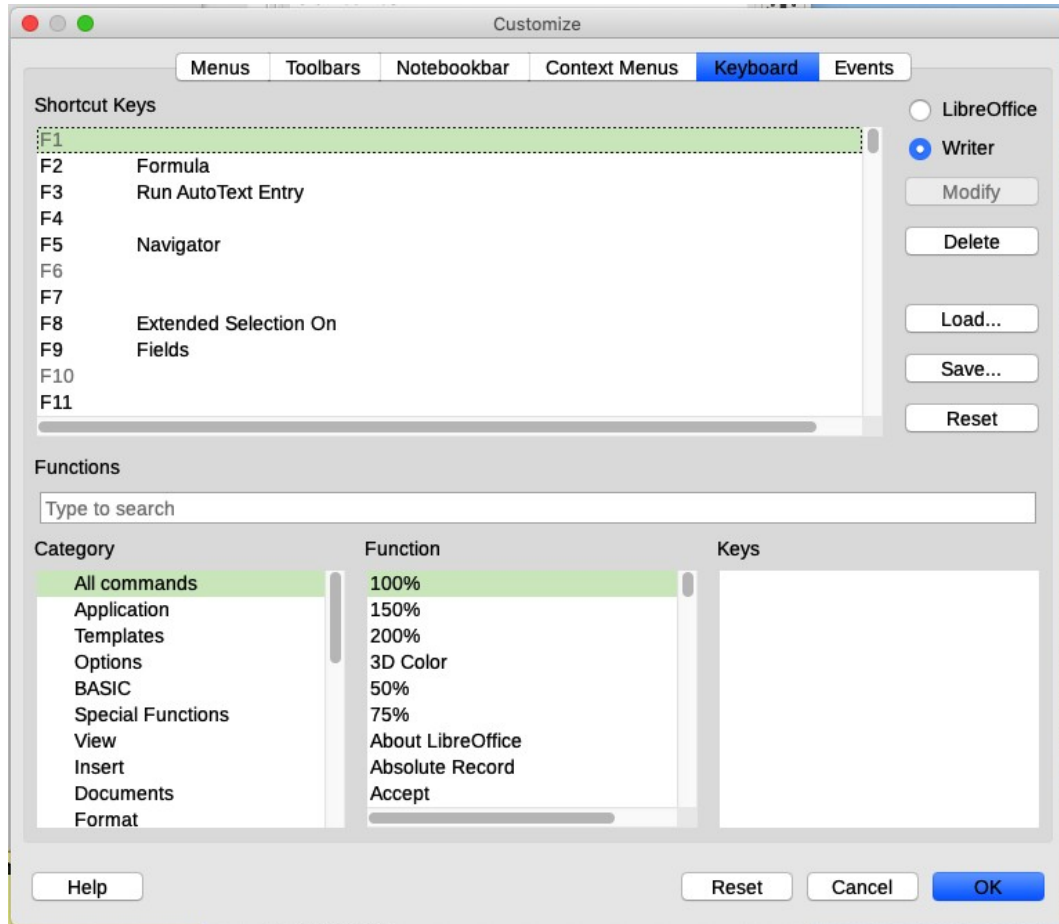 Customize
Menus
Toolbars
Notebookbar
Context Menus
Keyboard
Events
Shortcut Keys
F1
F2 Formula
F3 Run AutoText Entry
F4
F5 Navigator
F6
F7
F8 Extended Selection On
F9 Fields
F10
F11
LibreOffice
Writer
Modify
Delete
Load...
Save...
Reset
Functions
Type to search
Category
All commands
Application
Templates
Options
BASIC
Special Functions
View
Insert
Documents
Format
Function
100%
150%
200%
3D Color
50%
75%
About LibreOffice
Absolute Record
Accept
Keys
Help
Reset
Cancel
OK